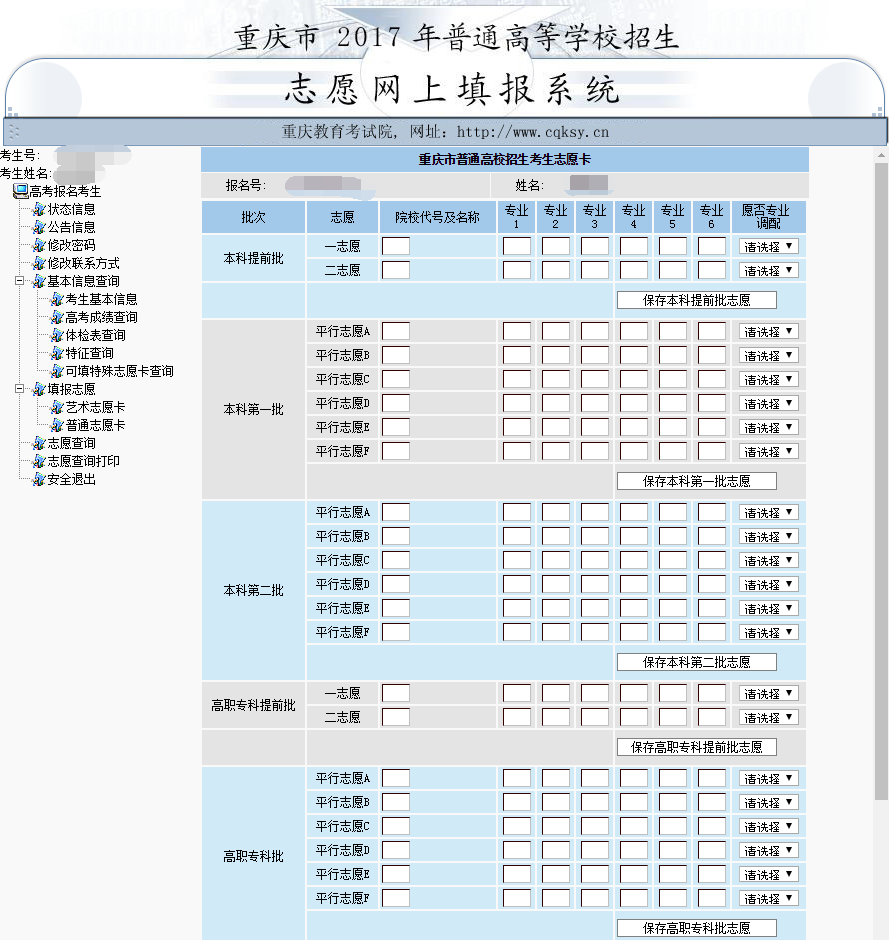 重庆市 2017 年普通高等学校招生
志愿网上填报系统
重庆教育考试院, 网址: http://www.cqksy.cn
考生号:
考生姓名:
高考报名考生
状态信息
公告信息
修改密码
修改联系方式
基本信息查询
考生基本信息
高考成绩查询
体检表查询
特征查询
可填特殊志愿卡查询
填报志愿
艺术志愿卡
普通志愿卡
志愿查询
志愿查询打印
安全退出
重庆市普通高校招生考生志愿卡
报名号: 姓名:
批次 志愿 院校代号及名称 专业1 专业2 专业3 专业4 专业5 专业6 愿否专业调配
本科提前批
一志愿 请选择
二志愿 请选择
保存本科提前批志愿
本科第一批
平行志愿A 请选择
平行志愿B 请选择
平行志愿C 请选择
平行志愿D 请选择
平行志愿E 请选择
平行志愿F 请选择
保存本科第一批志愿
本科第二批
平行志愿A 请选择
平行志愿B 请选择
平行志愿C 请选择
平行志愿D 请选择
平行志愿E 请选择
平行志愿F 请选择
保存本科第二批志愿
高职专科提前批
一志愿 请选择
二志愿 请选择
保存高职专科提前批志愿
高职专科批
平行志愿A 请选择
平行志愿B 请选择
平行志愿C 请选择
平行志愿D 请选择
平行志愿E 请选择
平行志愿F 请选择
保存高职专科批志愿